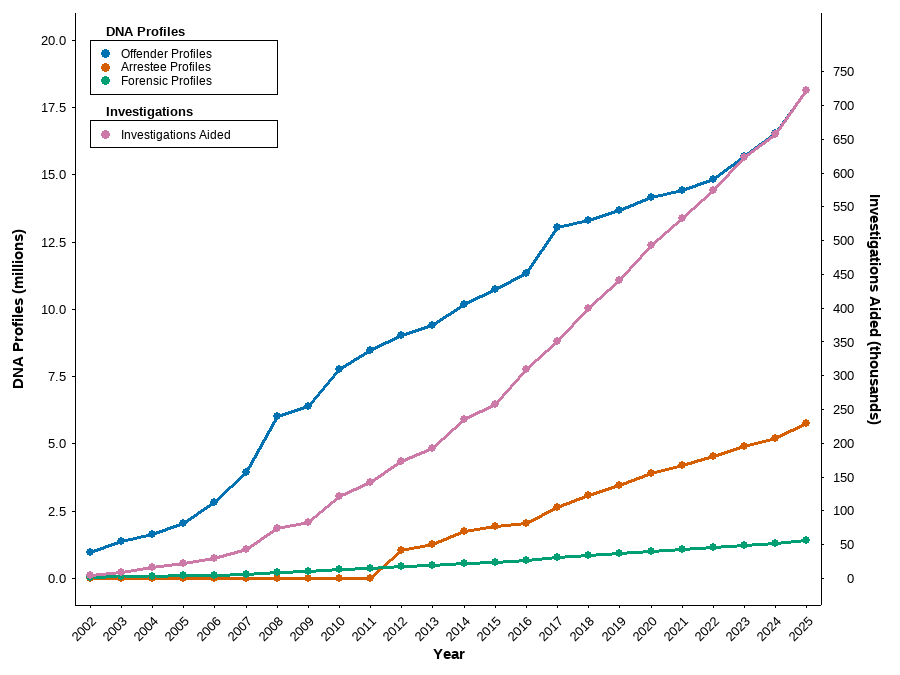 DNA Profiles
Offender Profiles
Arrestee Profiles
Forensic Profiles
Investigations
Investigations Aided
DNA Profiles (millions)
20.0
17.5
15.0
12.5
10.0
7.5
5.0
2.5
0.0
750
700
650
600
550
500
450
400
350
300
250
200
150
100
50
0
Investigations Aided (thousands)
2002 2003 2004 2005 2006 2007 2008 2009 2010 2011 2012 2013 2014 2015 2016 2017 2018 2019 2020 2021 2022 2023 2024 2025
Year